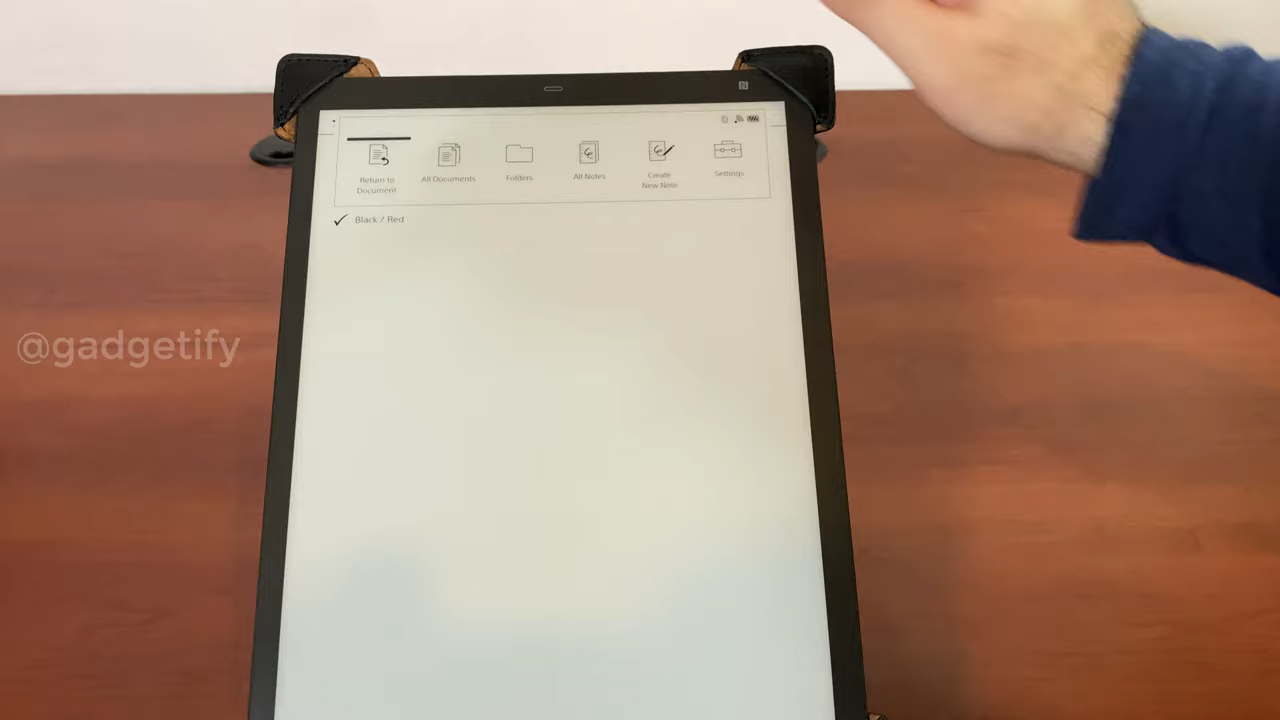 Return to
Document
All Documents
Folders
All Notes
Create
New Note
Settings
Black / Red
@gadgetify